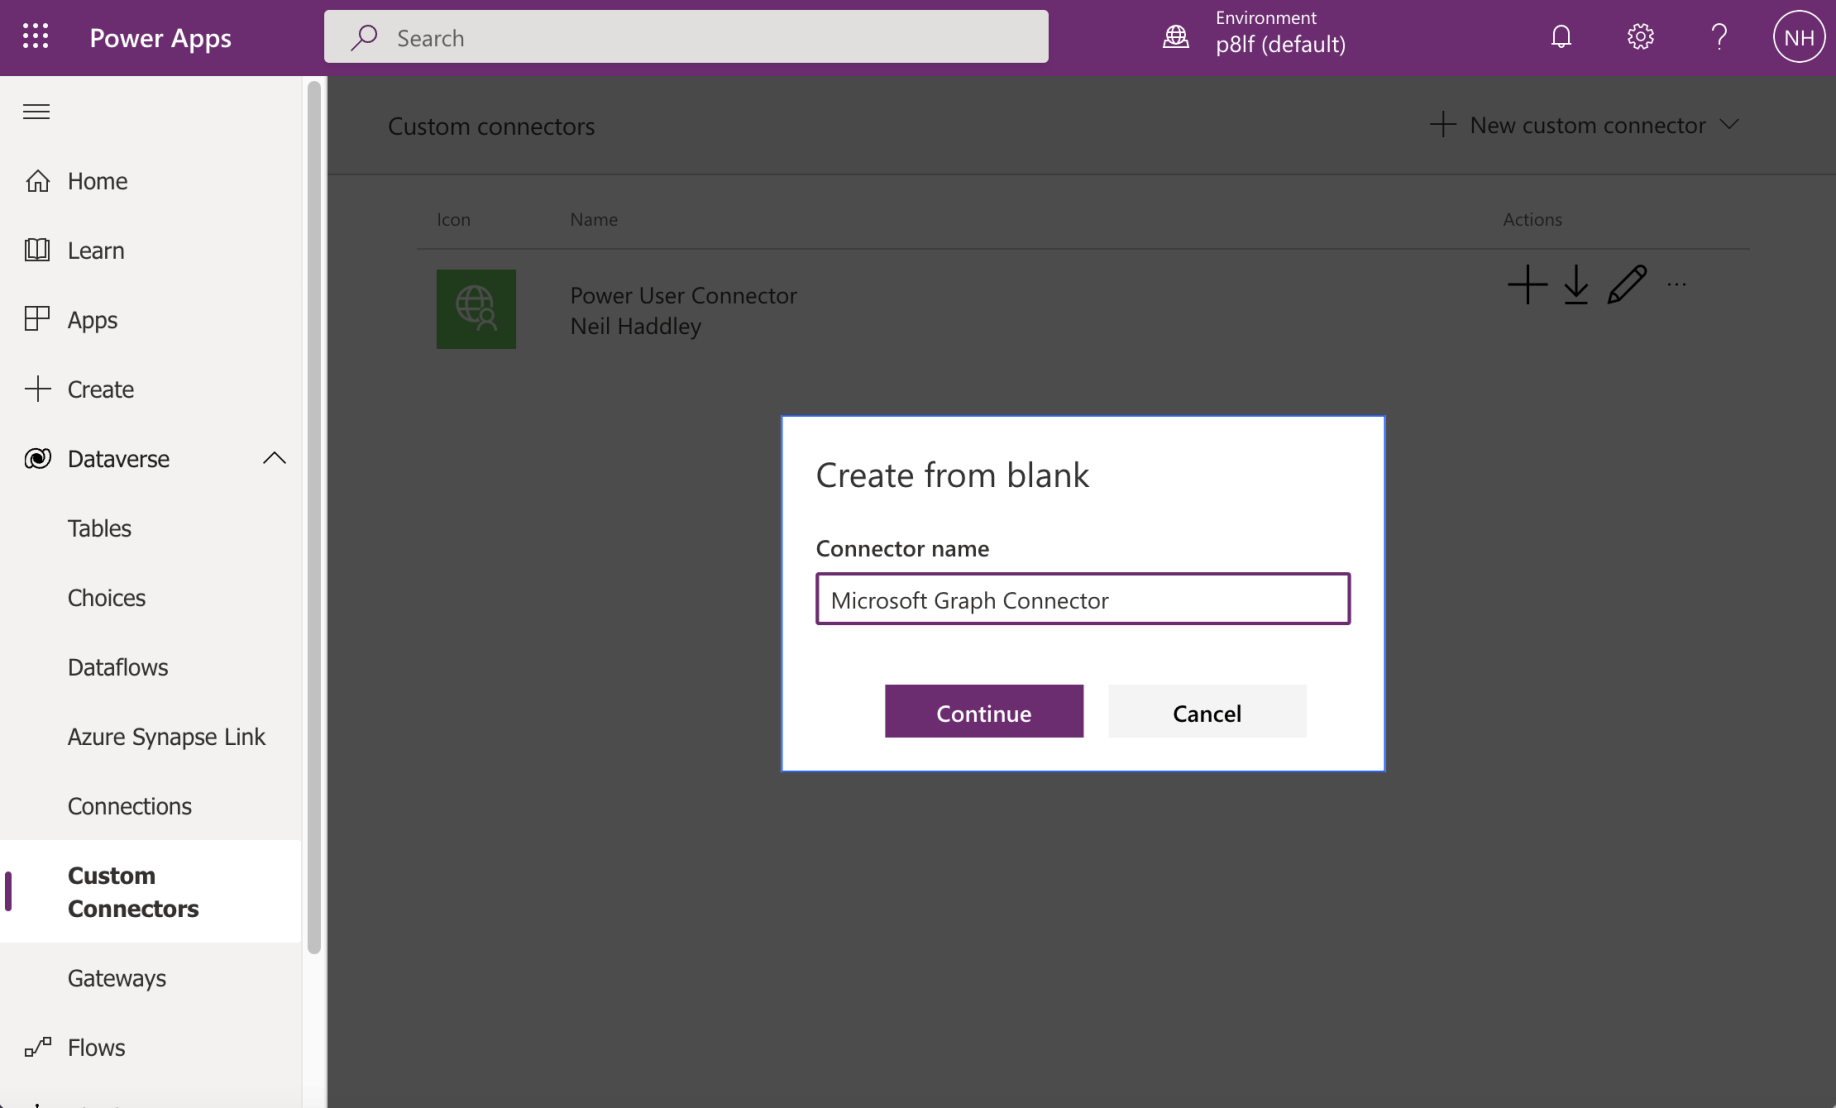 Power Apps
Search
Environment
p8lf (default)
NH
Home
Learn
Apps
Create
Dataverse
Tables
Choices
Dataflows
Azure Synapse Link
Connections
Custom
Connectors
Gateways
Flows
Custom connectors
New custom connector
Icon Name Actions
Power User Connector
Neil Haddley
Create from blank
Connector name
Microsoft Graph Connector
Continue Cancel